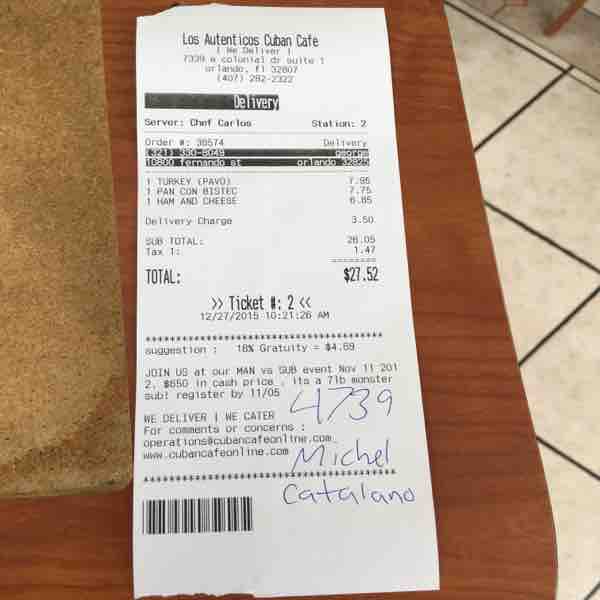 Los Autenticos Cuban Cafe
| We Deliver |
7339 e colonial dr suite 1
orlando, fl 32807
(407) 282-2322
Delivery
Server: Chef Carlos Station: 2
Order #: 36574 Delivery
(321) 330-8049 george
10800 fernando st orlando 32825
1 TURKEY (PAVO) 7.95
1 PAN CON BISTEC 7.75
1 HAM AND CHEESE 6.85
Delivery Charge 3.50
SUB TOTAL: 26.05
Tax 1: 1.47
========
TOTAL: $27.52
>> Ticket #: 2 <<
12/27/2015 10:21:26 AM
****************************************
suggestion : 18% Gratuity = $4.69
JOIN US at our MAN vs SUB event Nov 11 201
2. $650 in cash price , its a 7lb monster
sub! register by 11/05
4739
WE DELIVER | WE CATER
For comments or concerns :
operations@cubancafeonline.com
www.cubancafeonline.com
Michel
****************************************
Catalano